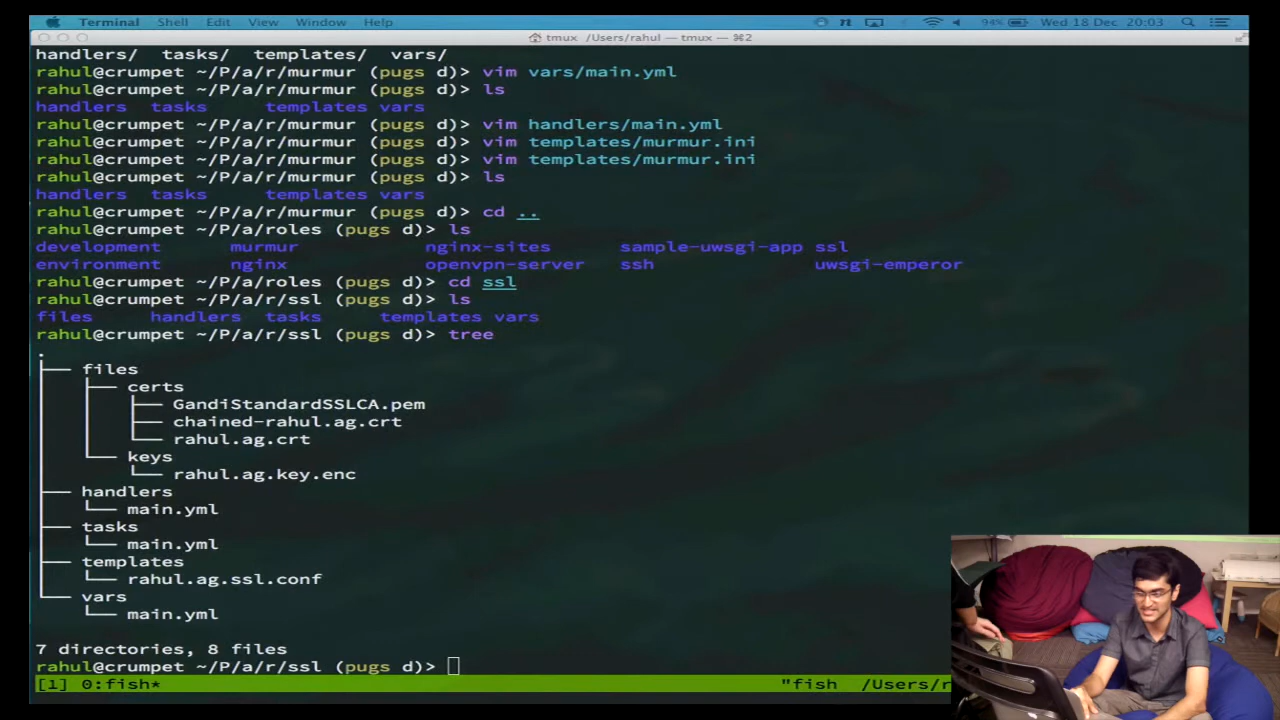 Terminal Shell Edit View Window Help 94% Wed 18 Dec 20:03
tmux /Users/rahul — tmux — ⌘2
handlers/ tasks/ templates/ vars/
rahul@crumpet ~/P/a/r/murmur (pugs d)> vim vars/main.yml
rahul@crumpet ~/P/a/r/murmur (pugs d)> ls
handlers tasks templates vars
rahul@crumpet ~/P/a/r/murmur (pugs d)> vim handlers/main.yml
rahul@crumpet ~/P/a/r/murmur (pugs d)> vim templates/murmur.ini
rahul@crumpet ~/P/a/r/murmur (pugs d)> vim templates/murmur.ini
rahul@crumpet ~/P/a/r/murmur (pugs d)> ls
handlers tasks templates vars
rahul@crumpet ~/P/a/r/murmur (pugs d)> cd ..
rahul@crumpet ~/P/a/roles (pugs d)> ls
development murmur nginx-sites sample-uwsgi-app ssl
environment nginx openvpn-server ssh uwsgi-emperor
rahul@crumpet ~/P/a/roles (pugs d)> cd ssl
rahul@crumpet ~/P/a/r/ssl (pugs d)> ls
files handlers tasks templates vars
rahul@crumpet ~/P/a/r/ssl (pugs d)> tree
.
├── files
│   ├── certs
│   │   ├── GandiStandardSSLCA.pem
│   │   ├── chained-rahul.ag.crt
│   │   └── rahul.ag.crt
│   └── keys
│       └── rahul.ag.key.enc
├── handlers
│   └── main.yml
├── tasks
│   └── main.yml
├── templates
│   └── rahul.ag.ssl.conf
└── vars
    └── main.yml
7 directories, 8 files
rahul@crumpet ~/P/a/r/ssl (pugs d)>
[1] 0:fish* "fish /Users/r